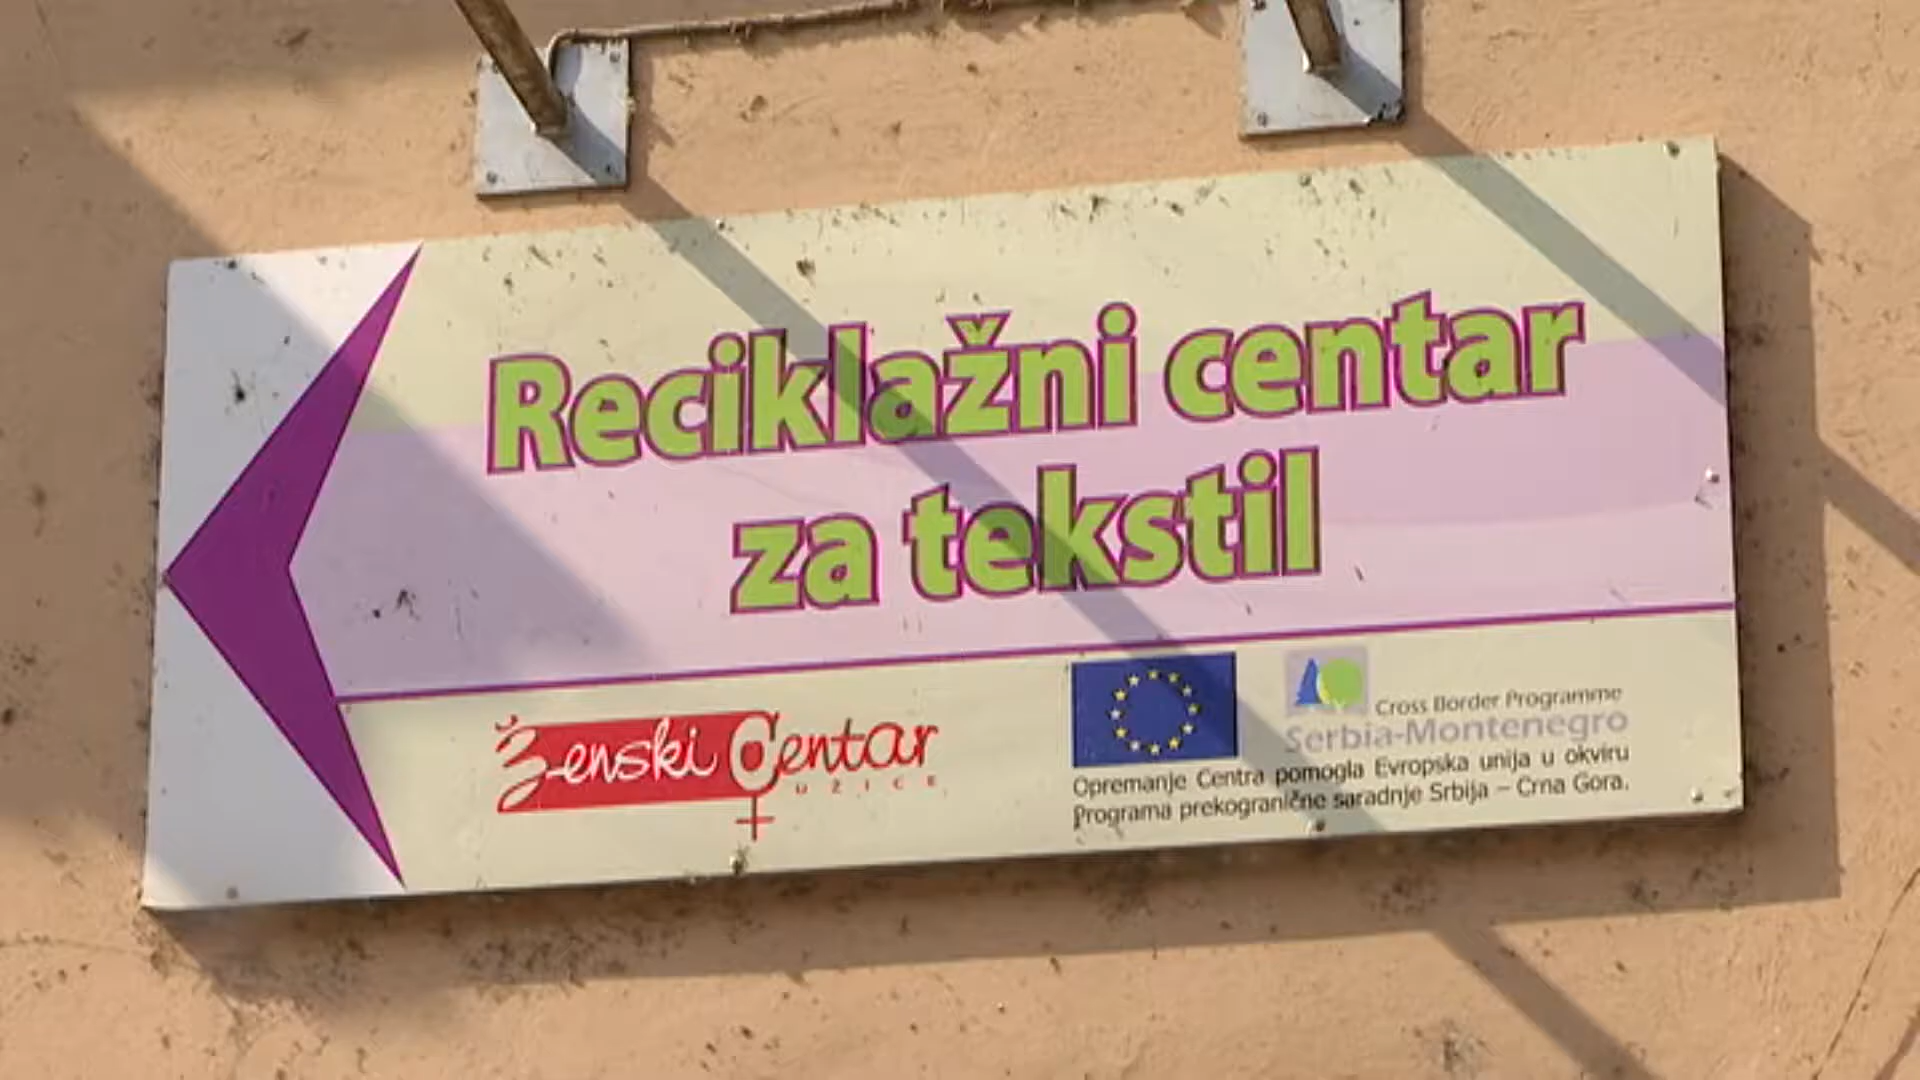 Reciklažni centar
za tekstil
Ženski Centar
UŽICE
Cross Border Programme
Serbia-Montenegro
Opremanje Centra pomogla Evropska unija u okviru
Programa prekogranične saradnje Srbija – Crna Gora.